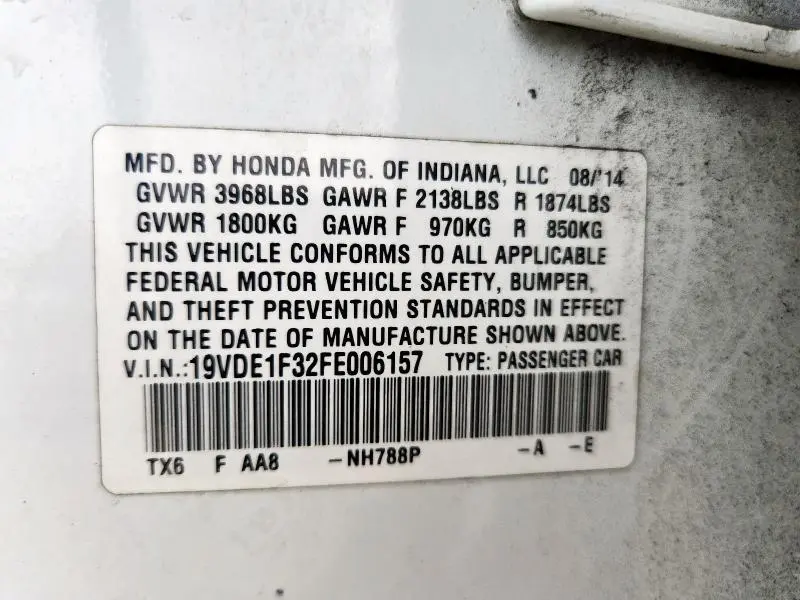 MFD. BY HONDA MFG. OF INDIANA, LLC 08/'14
GVWR 3968LBS GAWR F 2138LBS R 1874LBS
GVWR 1800KG GAWR F 970KG R 850KG
THIS VEHICLE CONFORMS TO ALL APPLICABLE
FEDERAL MOTOR VEHICLE SAFETY, BUMPER,
AND THEFT PREVENTION STANDARDS IN EFFECT
ON THE DATE OF MANUFACTURE SHOWN ABOVE.
V.I.N.:19VDE1F32FE006157 TYPE: PASSENGER CAR
TX6 F AA8 -NH788P -A -E